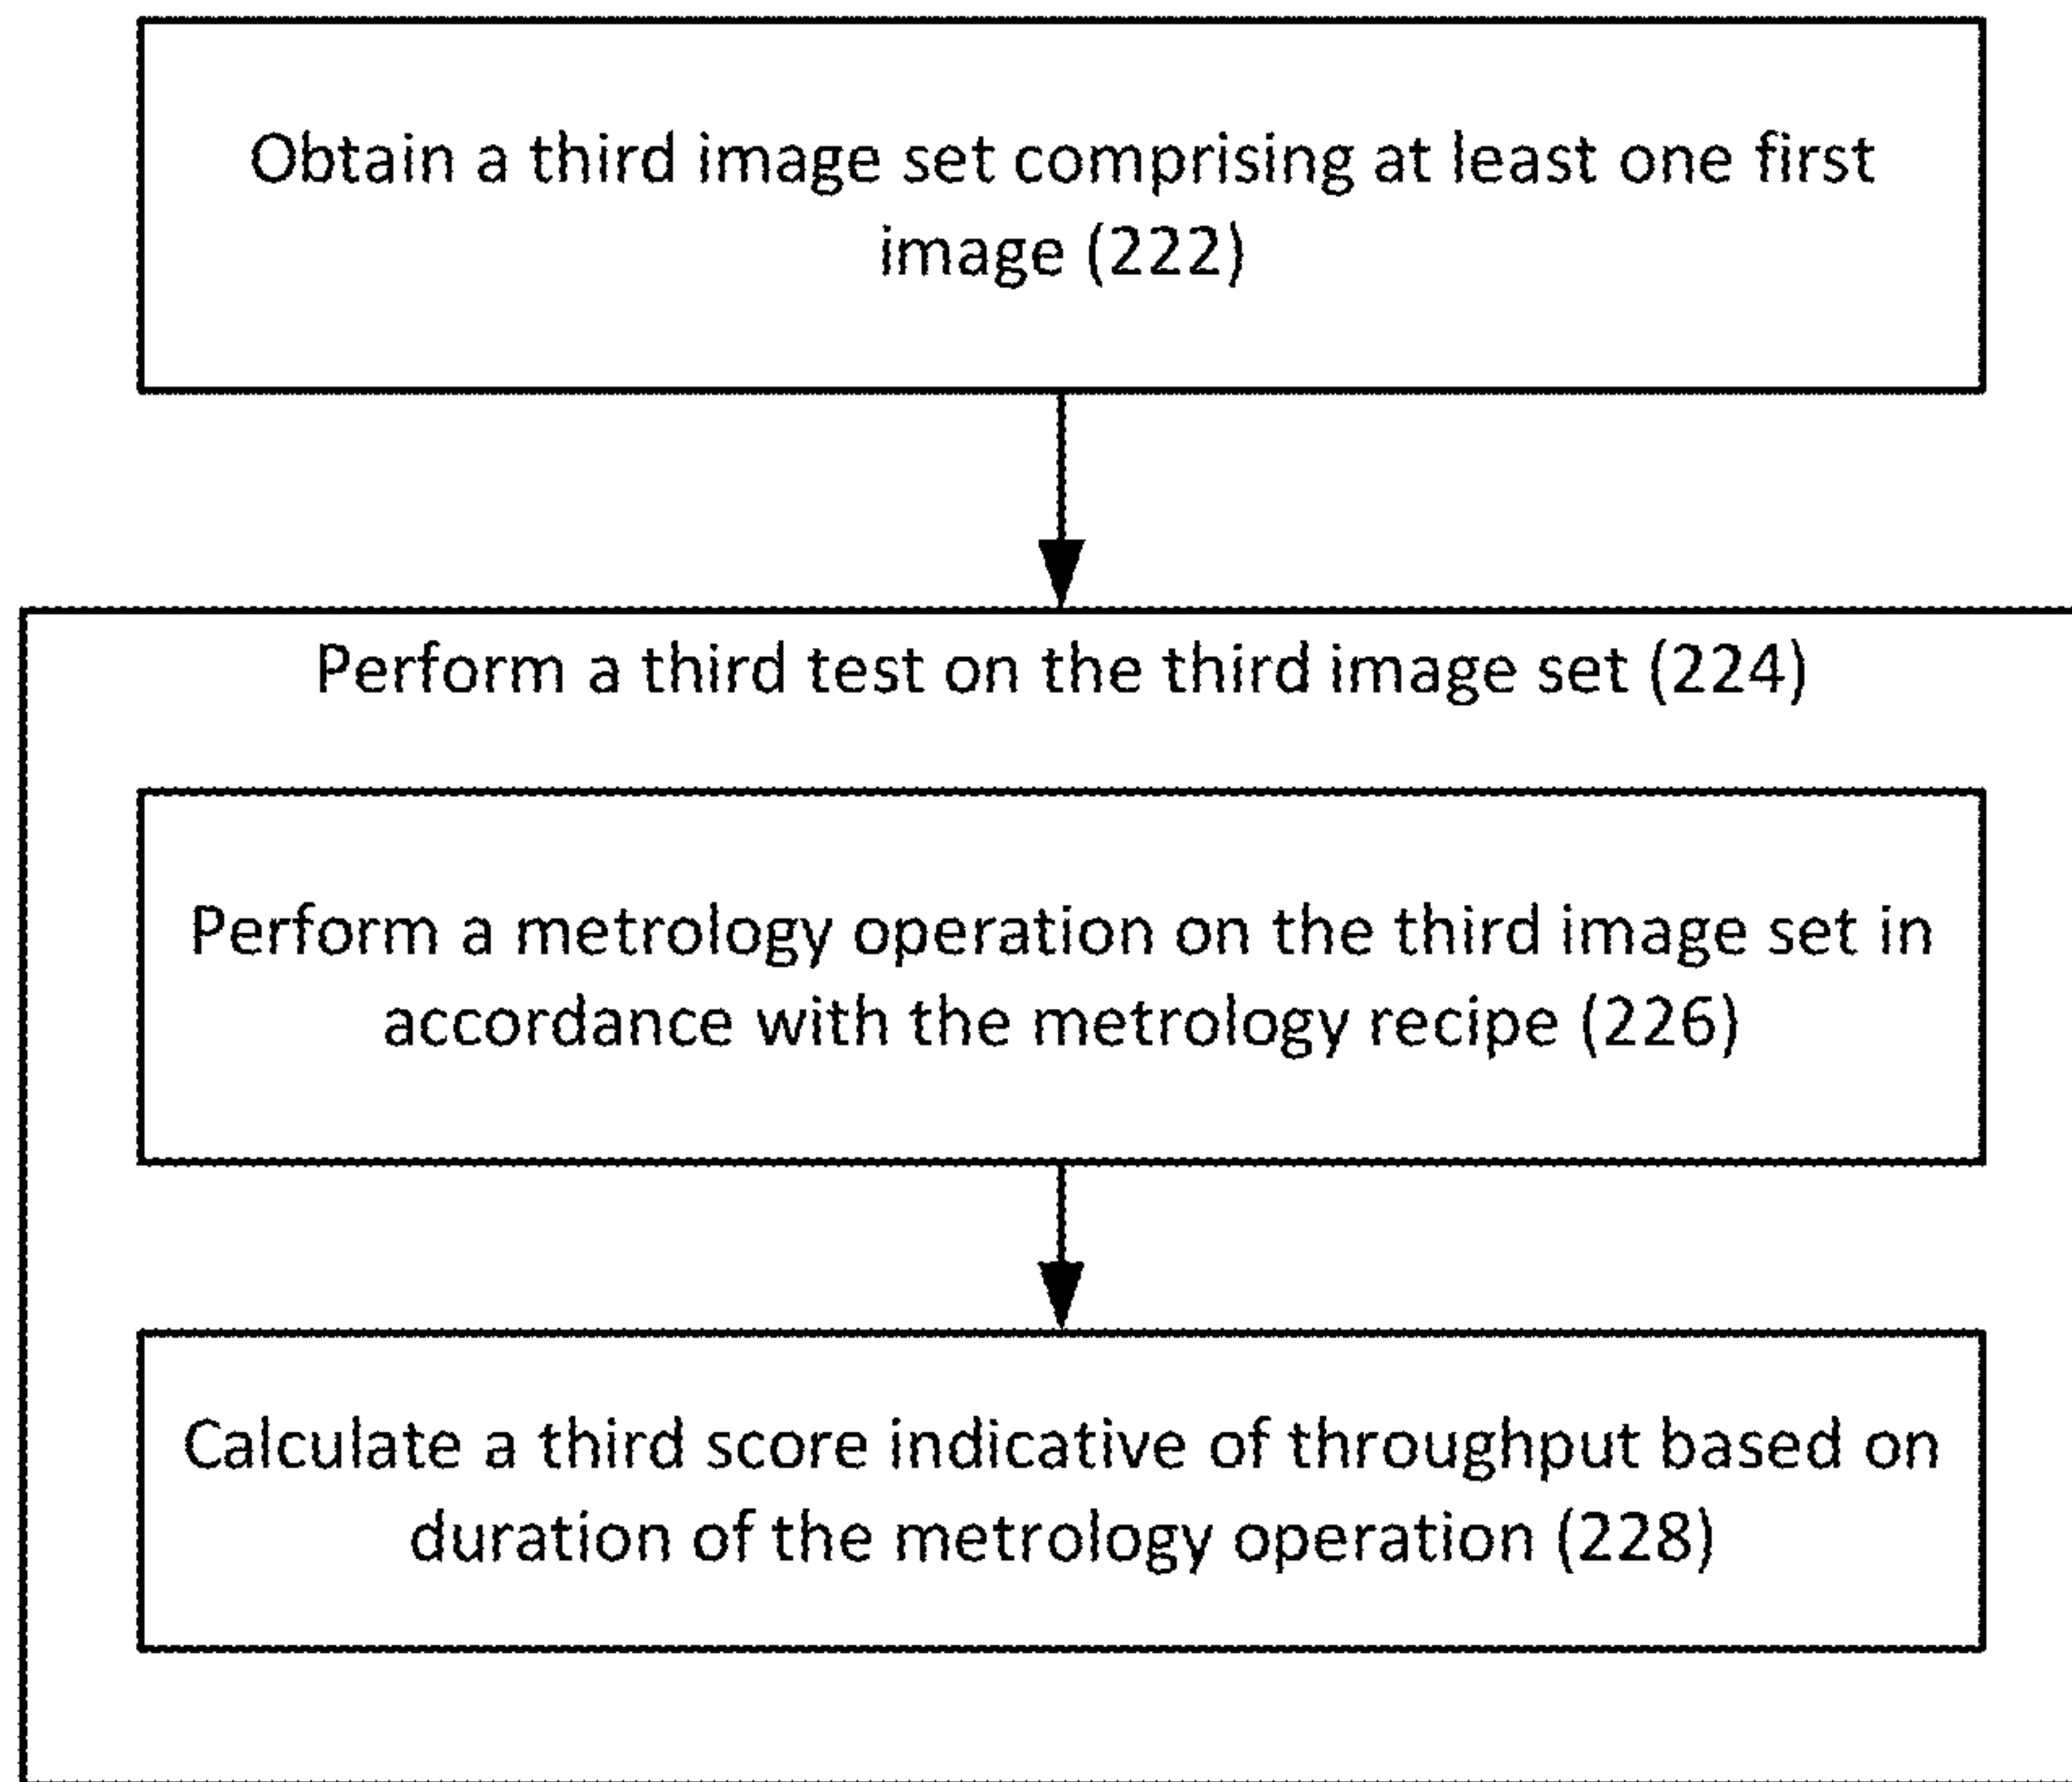 Obtain a third image set comprising at least one first
image (222)
Perform a third test on the third image set (224)
Perform a metrology operation on the third image set in
accordance with the metrology recipe (226)
Calculate a third score indicative of throughput based on
duration of the metrology operation (228)